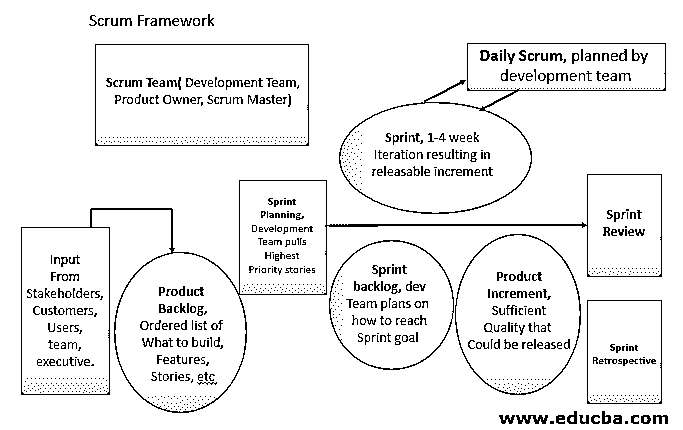 Scrum Framework
Scrum Team( Development Team,
Product Owner, Scrum Master)
Daily Scrum, planned by
development team
Sprint, 1-4 week
Iteration resulting in
releasable increment
Sprint
Planning,
Development
Team pulls
Highest
Priority stories
Sprint
Review
Input
From
Stakeholders,
Customers,
Users,
team,
executive.
Product
Backlog,
Ordered list of
What to build,
Features,
Stories, etc
Sprint
backlog, dev
Team plans on
how to reach
Sprint goal
Product
Increment,
Sufficient
Quality that
Could be released
Sprint
Retrospective
www.educba.com